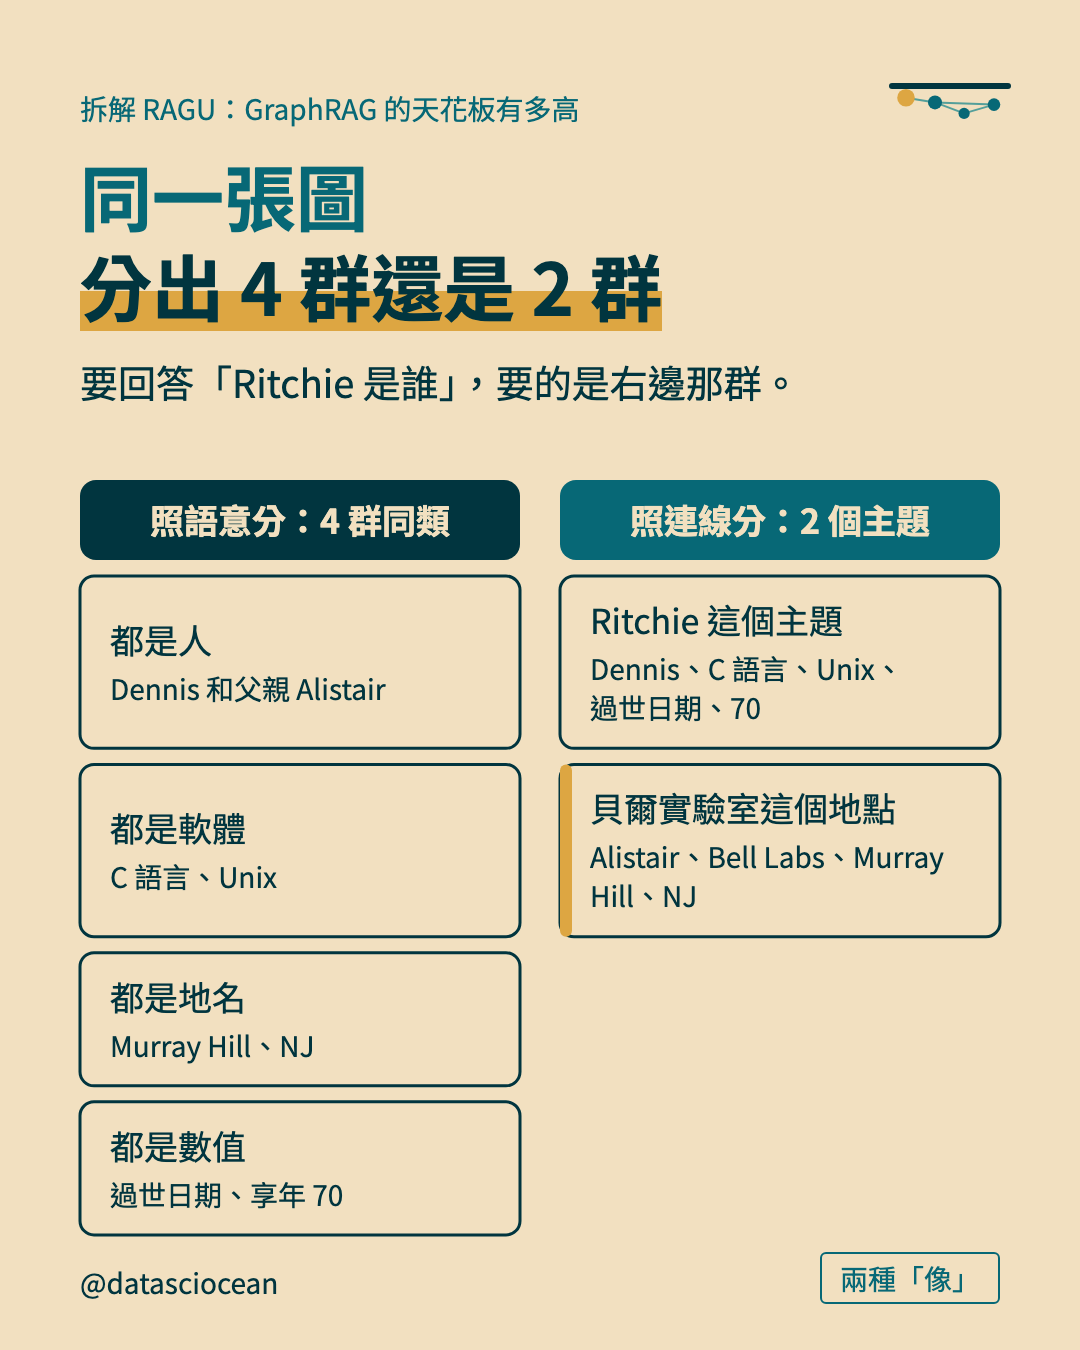 拆解 RAGU：GraphRAG 的天花板有多高
同一張圖
分出 4 群還是 2 群
要回答「Ritchie 是誰」，要的是右邊那群。
照語意分：4 群同類
都是人
Dennis 和父親 Alistair
都是軟體
C 語言、Unix
都是地名
Murray Hill、NJ
都是數值
過世日期、享年 70
照連線分：2 個主題
Ritchie 這個主題
Dennis、C 語言、Unix、
過世日期、70
貝爾實驗室這個地點
Alistair、Bell Labs、Murray
Hill、NJ
@datasciocean
兩種「像」